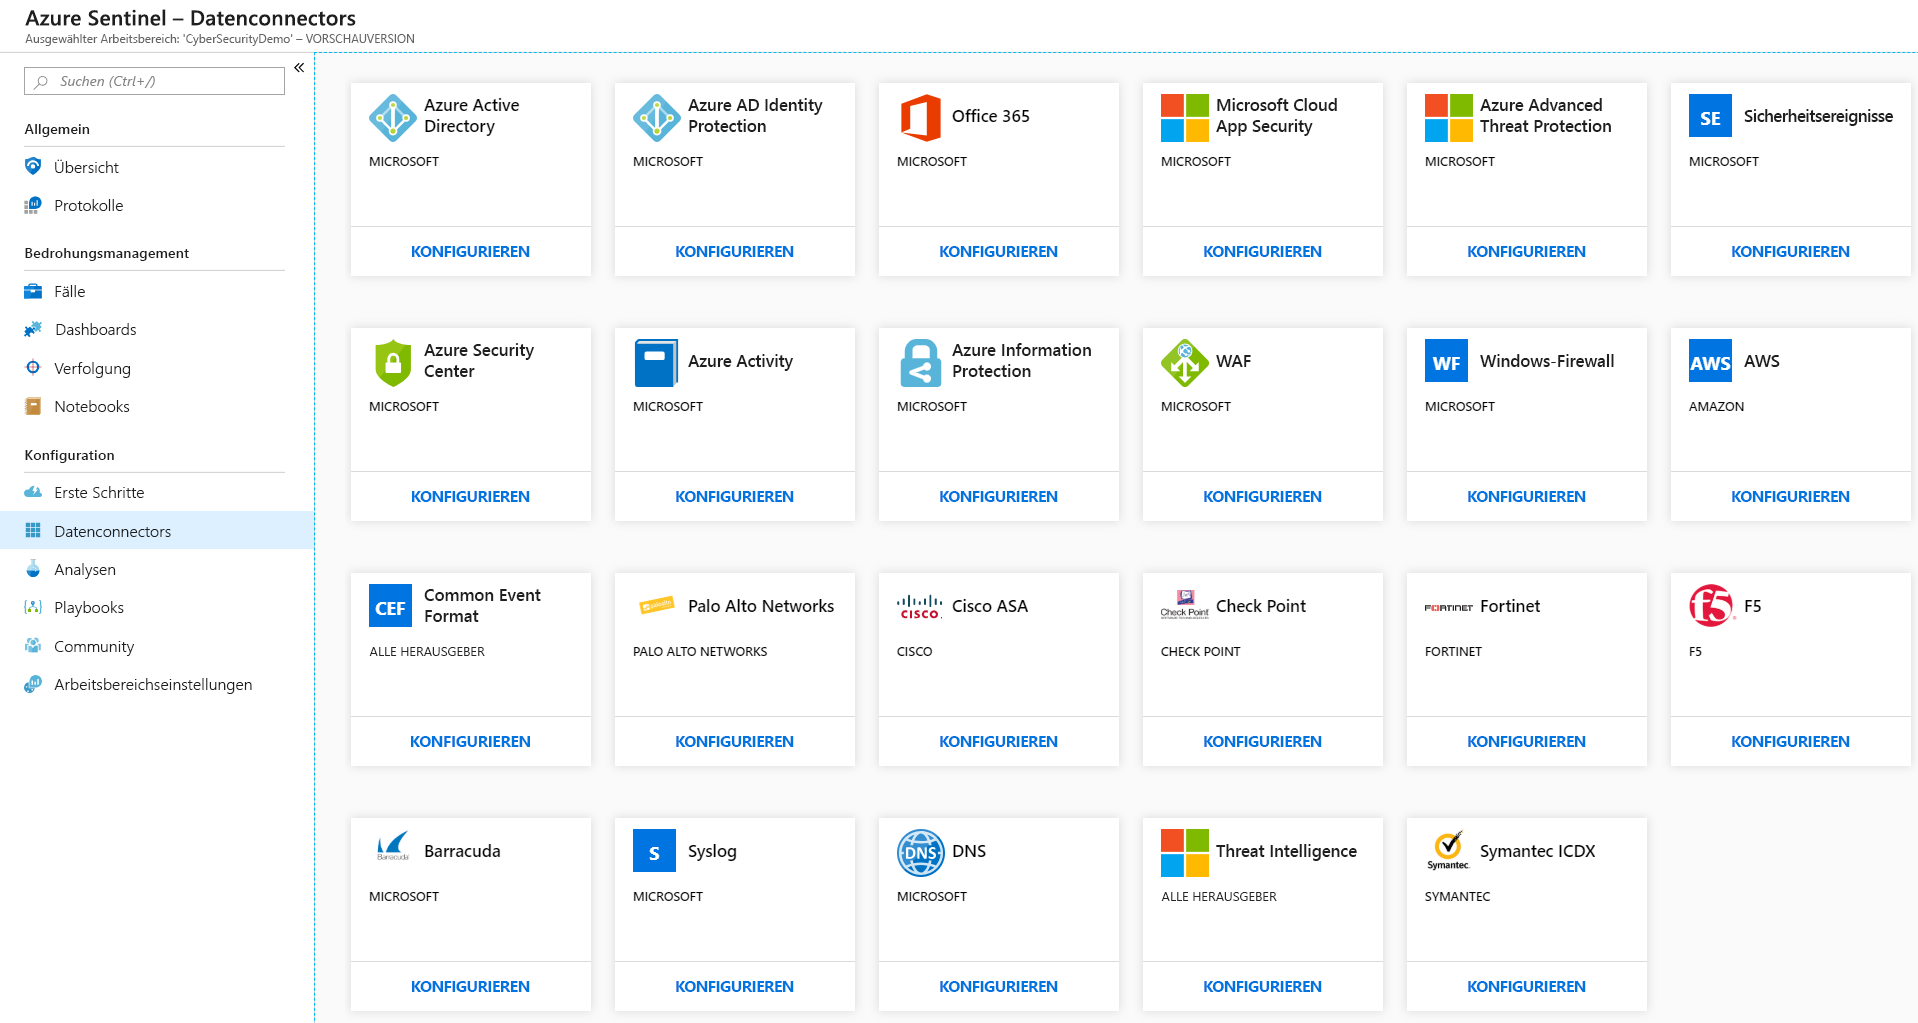 Azure Sentinel – Datenconnectors
Ausgewählter Arbeitsbereich: 'CyberSecurityDemo' – VORSCHAUVERSION
Suchen (Ctrl+/)
«
Allgemein
Übersicht
Protokolle
Bedrohungsmanagement
Fälle
Dashboards
Verfolgung
Notebooks
Konfiguration
Erste Schritte
Datenconnectors
Analysen
Playbooks
Community
Arbeitsbereichseinstellungen
Azure Active
Directory
MICROSOFT
KONFIGURIEREN
Azure AD Identity
Protection
MICROSOFT
KONFIGURIEREN
Office 365
MICROSOFT
KONFIGURIEREN
Microsoft Cloud
App Security
MICROSOFT
KONFIGURIEREN
Azure Advanced
Threat Protection
MICROSOFT
KONFIGURIEREN
SE
Sicherheitsereignisse
MICROSOFT
KONFIGURIEREN
Azure Security
Center
MICROSOFT
KONFIGURIEREN
Azure Activity
MICROSOFT
KONFIGURIEREN
Azure Information
Protection
MICROSOFT
KONFIGURIEREN
WAF
MICROSOFT
KONFIGURIEREN
WF
Windows-Firewall
MICROSOFT
KONFIGURIEREN
AWS
AWS
AMAZON
KONFIGURIEREN
CEF
Common Event
Format
ALLE HERAUSGEBER
KONFIGURIEREN
paloalto
Palo Alto Networks
PALO ALTO NETWORKS
KONFIGURIEREN
CISCO
Cisco ASA
CISCO
KONFIGURIEREN
Check Point
Check Point
CHECK POINT
KONFIGURIEREN
FORTINET
Fortinet
FORTINET
KONFIGURIEREN
f5
F5
F5
KONFIGURIEREN
Barracuda
Barracuda
MICROSOFT
KONFIGURIEREN
S
Syslog
MICROSOFT
KONFIGURIEREN
DNS
DNS
MICROSOFT
KONFIGURIEREN
Threat Intelligence
ALLE HERAUSGEBER
KONFIGURIEREN
Symantec
Symantec ICDX
SYMANTEC
KONFIGURIEREN